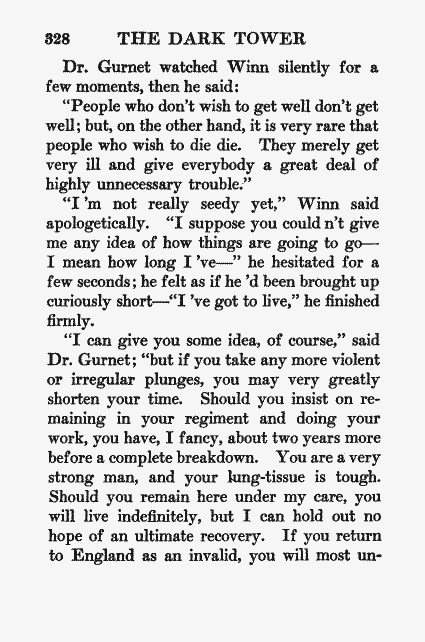 328 THE DARK TOWER
Dr. Gurnet watched Winn silently for a
few moments, then he said:
“People who don’t wish to get well don’t get
well; but, on the other hand, it is very rare that
people who wish to die die. They merely get
very ill and give everybody a great deal of
highly unnecessary trouble.”
“I ’m not really seedy yet,” Winn said
apologetically. “I suppose you could n’t give
me any idea of how things are going to go—
I mean how long I ’ve—” he hesitated for a
few seconds; he felt as if he ’d been brought up
curiously short—“I ’ve got to live,” he finished
firmly.
“I can give you some idea, of course,” said
Dr. Gurnet; “but if you take any more violent
or irregular plunges, you may very greatly
shorten your time. Should you insist on re-
maining in your regiment and doing your
work, you have, I fancy, about two years more
before a complete breakdown. You are a very
strong man, and your lung-tissue is tough.
Should you remain here under my care, you
will live indefinitely, but I can hold out no
hope of an ultimate recovery. If you return
to England as an invalid, you will most un-